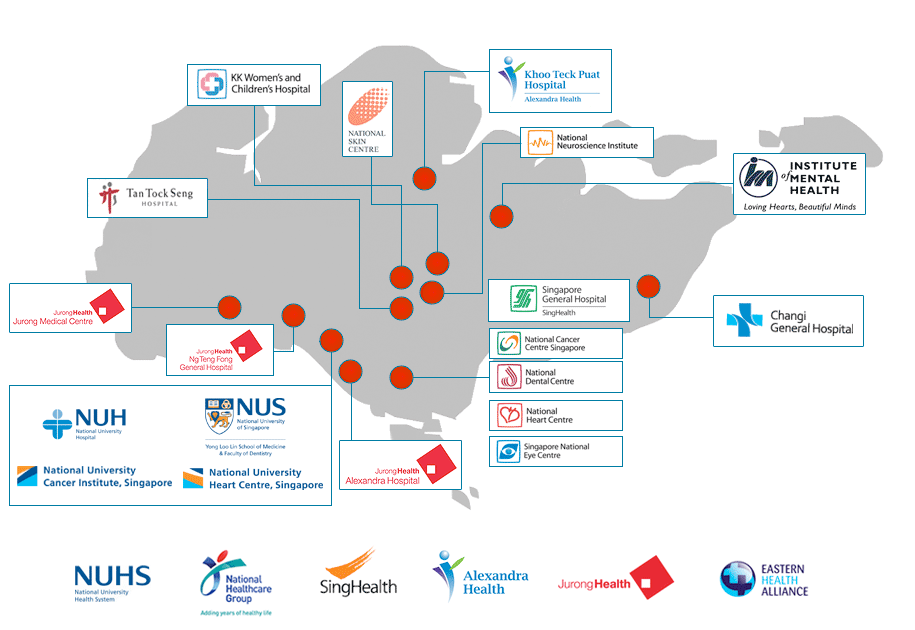 KK Women's and
Children's Hospital
NATIONAL
SKIN
CENTRE
Khoo Teck Puat
Hospital
Alexandra Health
National
Neuroscience Institute
INSTITUTE
of MENTAL
HEALTH
Loving Hearts, Beautiful Minds
Tan Tock Seng
HOSPITAL
JurongHealth
Jurong Medical Centre
JurongHealth
Ng Teng Fong
General Hospital
Singapore
General Hospital
SingHealth
Changi
General Hospital
National Cancer
Centre Singapore
National
Dental Centre
National
Heart Centre
Singapore National
Eye Centre
NUH
National University
Hospital
NUS
National University
of Singapore
Yong Loo Lin School of Medicine
& Faculty of Dentistry
National University
Cancer Institute, Singapore
National University
Heart Centre, Singapore
JurongHealth
Alexandra Hospital
NUHS
National University
Health System
National
Healthcare
Group
Adding years of healthy life
SingHealth
Alexandra
Health
JurongHealth
EASTERN
HEALTH
ALLIANCE